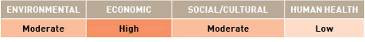 ENVIRONMENTAL ECONOMIC SOCIAL/CULTURAL HUMAN HEALTH
Moderate High Moderate Low